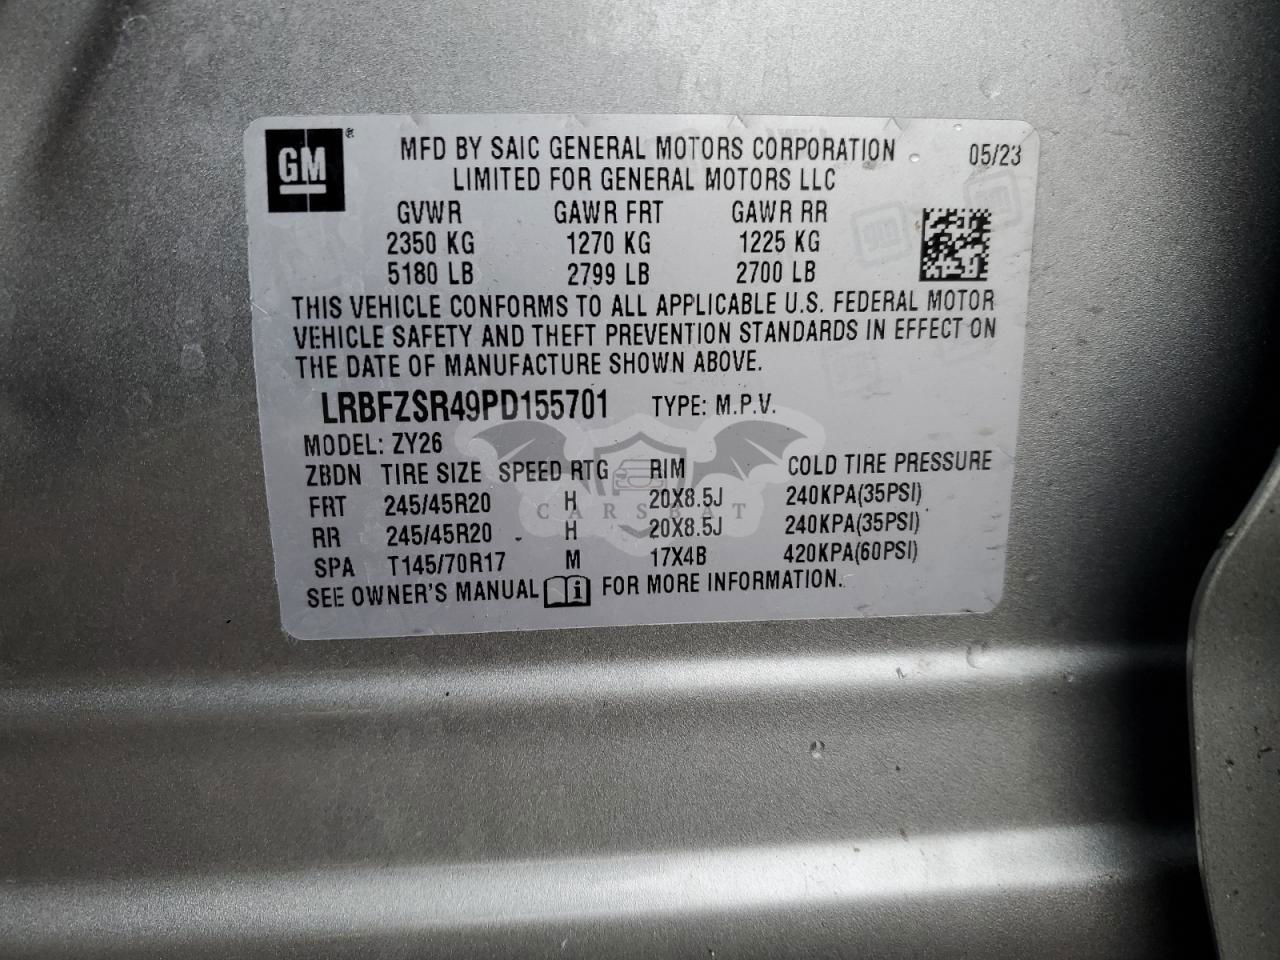 GM ®
MFD BY SAIC GENERAL MOTORS CORPORATION
05/23
LIMITED FOR GENERAL MOTORS LLC
GVWR GAWR FRT GAWR RR
2350 KG 1270 KG 1225 KG
5180 LB 2799 LB 2700 LB
THIS VEHICLE CONFORMS TO ALL APPLICABLE U.S. FEDERAL MOTOR
VEHICLE SAFETY AND THEFT PREVENTION STANDARDS IN EFFECT ON
THE DATE OF MANUFACTURE SHOWN ABOVE.
LRBFZSR49PD155701 TYPE: M.P.V.
MODEL: ZY26
ZBDN TIRE SIZE SPEED RTG RIM COLD TIRE PRESSURE
FRT 245/45R20 H 20X8.5J 240KPA(35PSI)
CARSBAT
RR 245/45R20 H 20X8.5J 240KPA(35PSI)
SPA T145/70R17 M 17X4B 420KPA(60PSI)
SEE OWNER'S MANUAL i FOR MORE INFORMATION.